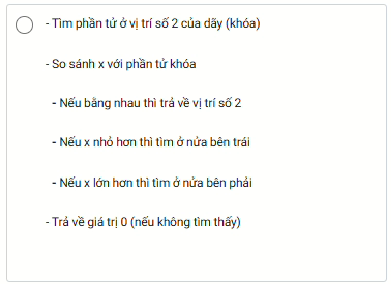 - Tìm phần tử ở vị trí số 2 của dãy (khóa)
- So sánh x với phần tử khóa
- Nếu bằng nhau thì trả về vị trí số 2
- Nếu x nhỏ hơn thì tìm ở nửa bên trái
- Nếu x lớn hơn thì tìm ở nửa bên phải
- Trả về giá trị 0 (nếu không tìm thấy)